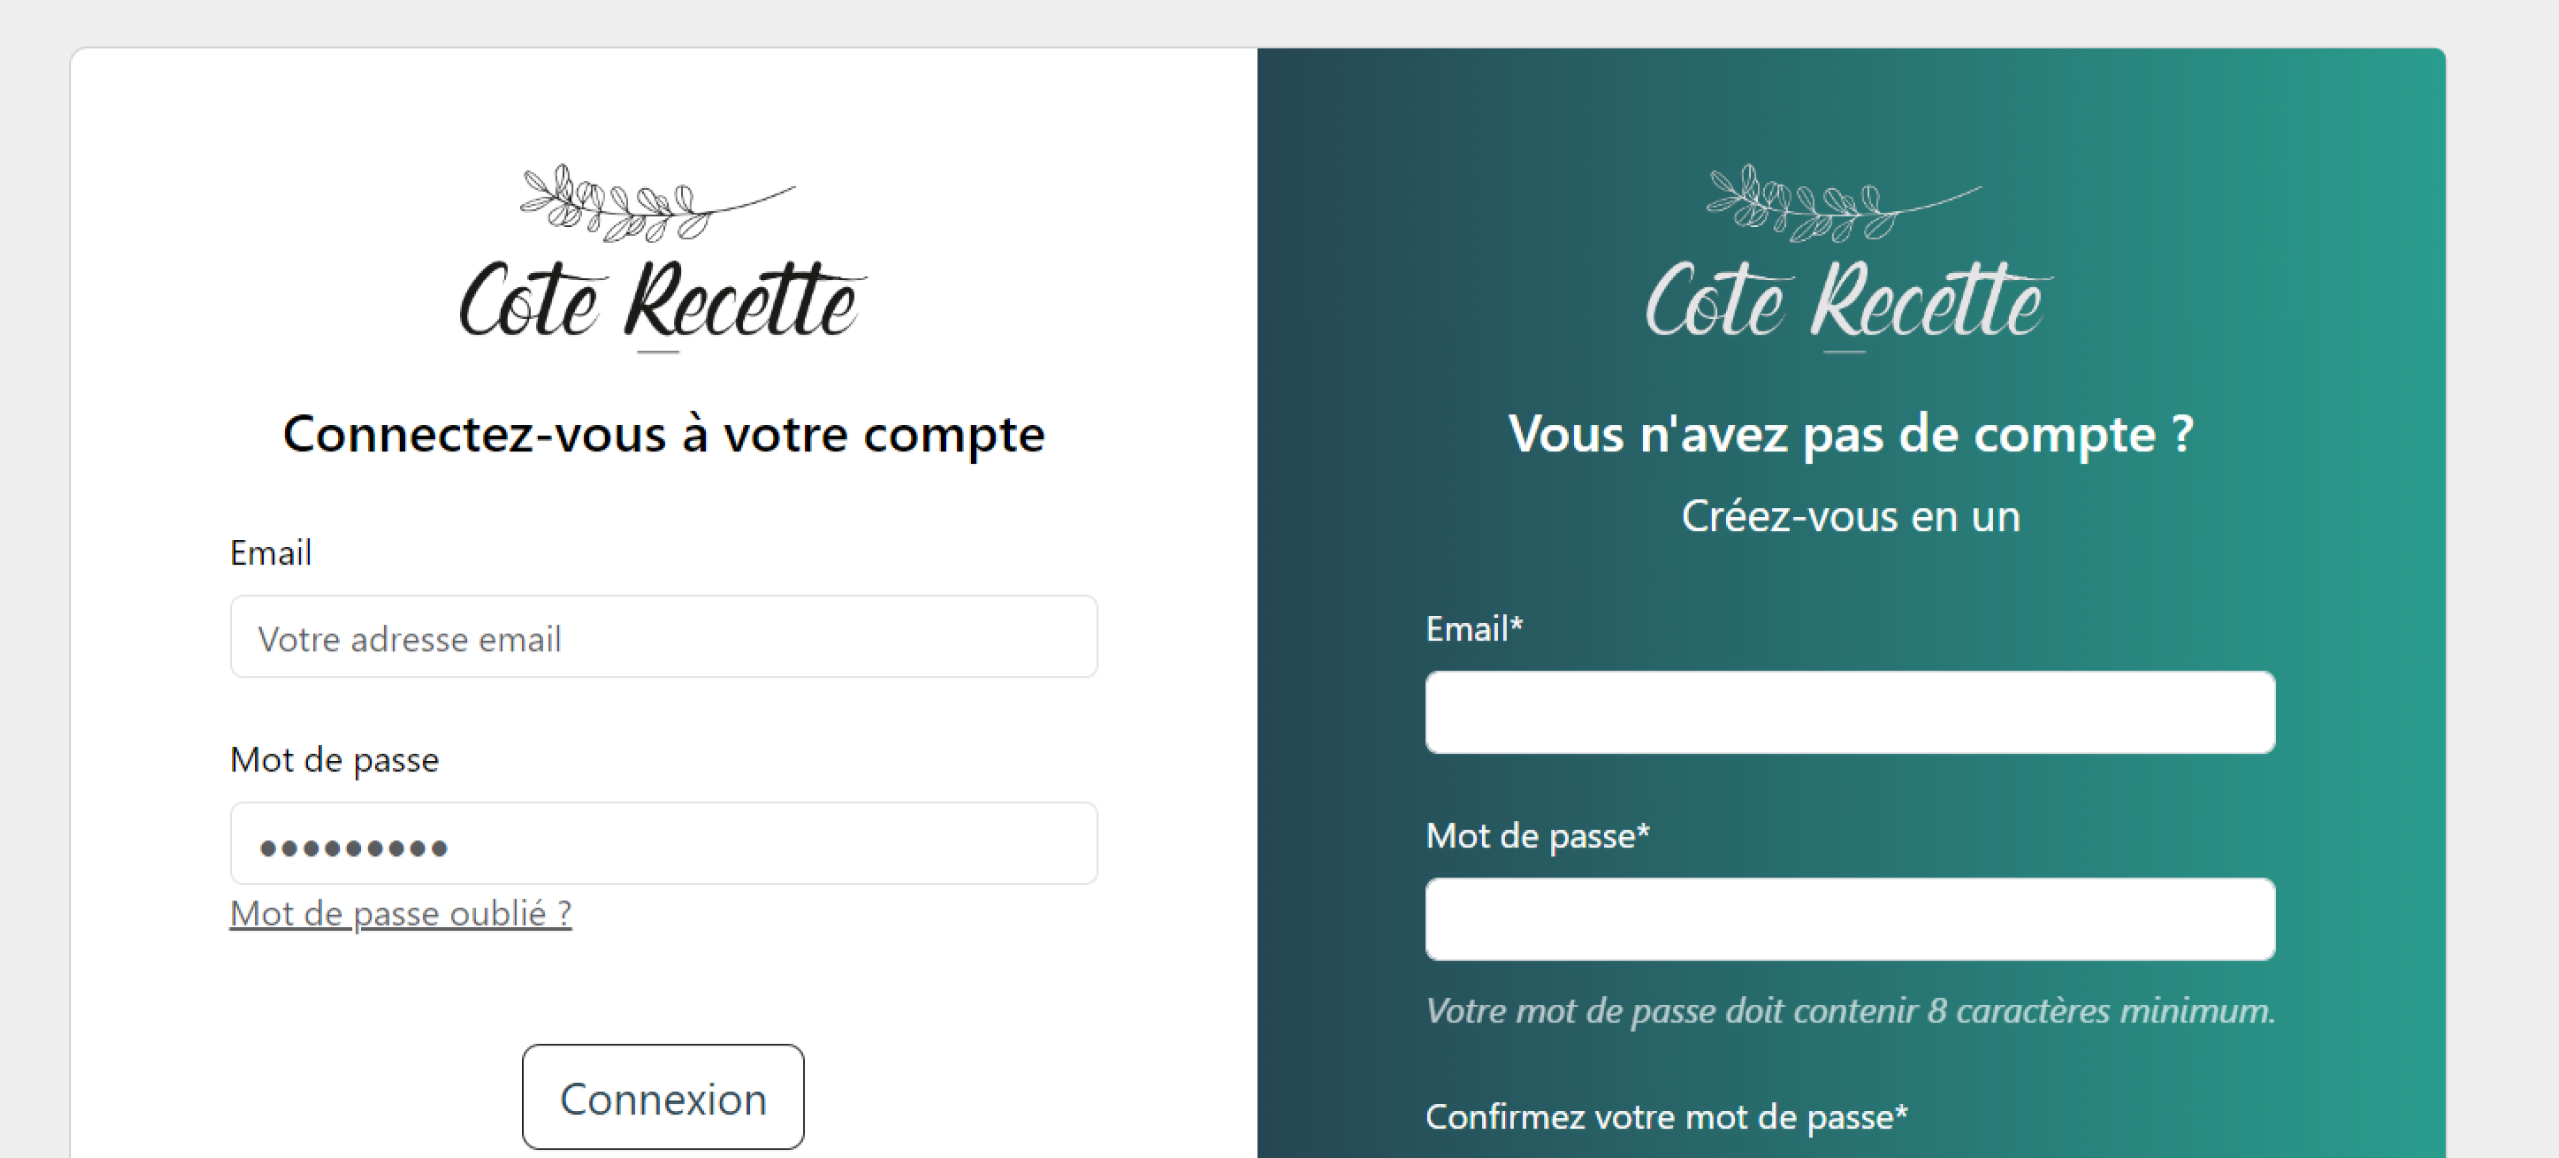 Cote Recette
Connectez-vous à votre compte
Email
Votre adresse email
Mot de passe
•••••••••
Mot de passe oublié ?
Connexion
Cote Recette
Vous n'avez pas de compte ?
Créez-vous en un
Email*
Mot de passe*
Votre mot de passe doit contenir 8 caractères minimum.
Confirmez votre mot de passe*